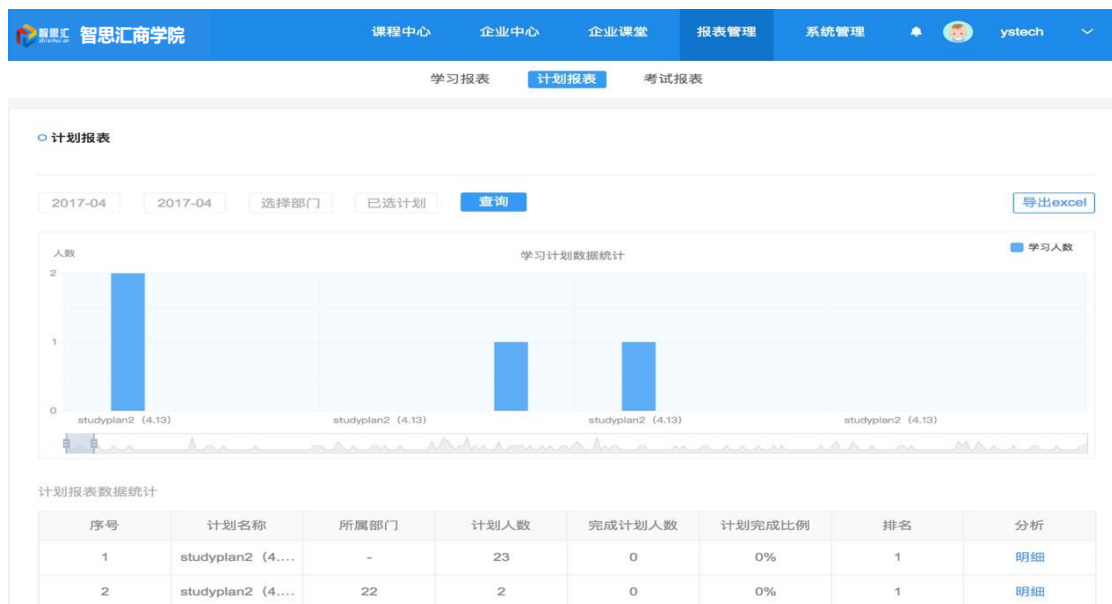 智思汇 智思汇商学院 课程中心 企业中心 企业课堂 报表管理 系统管理 ystech
学习报表 计划报表 考试报表
计划报表
2017-04 2017-04 选择部门 已选计划 查询 导出excel
人数 学习计划数据统计 学习人数
2
1
0
studyplan2（4.13） studyplan2（4.13） studyplan2（4.13） studyplan2（4.13）
计划报表数据统计
序号 计划名称 所属部门 计划人数 完成计划人数 计划完成比例 排名 分析
1 studyplan2（4.... - 23 0 0% 1 明细
2 studyplan2（4.... 22 2 0 0% 1 明细